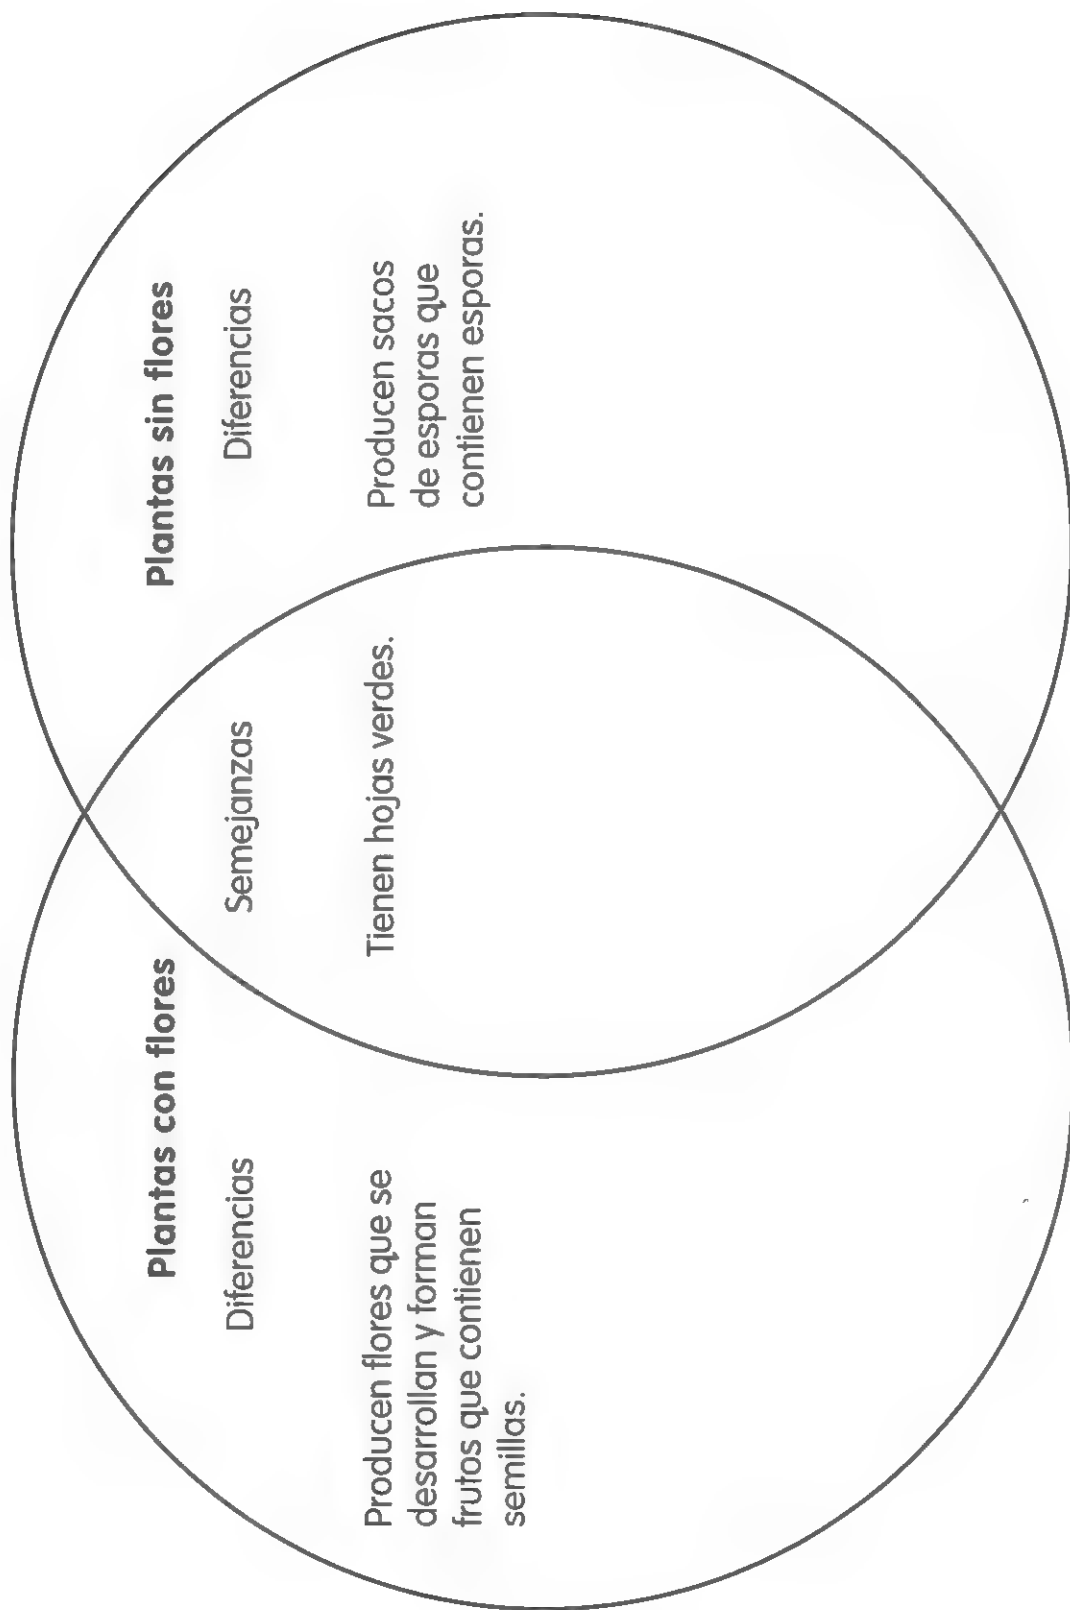 Plantas con flores
Diferencias
Producen flores que se
desarrollan y forman
frutos que contienen
semillas.
Semejanzas
Tienen hojas verdes.
Plantas sin flores
Diferencias
Producen sacos
de esporas que
contienen esporas.